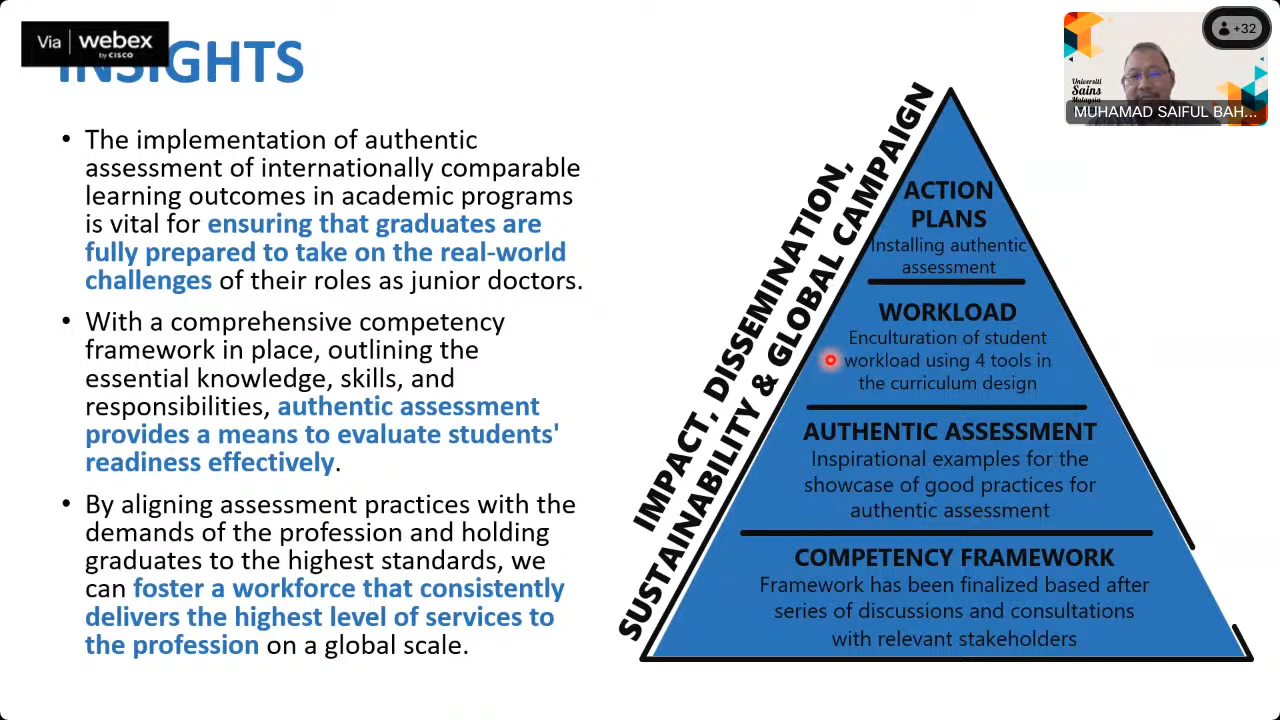 Via webex
by CISCO
INSIGHTS
+32
Universiti
Sains
Malaysia
MUHAMAD SAIFUL BAH...
• The implementation of authentic
assessment of internationally comparable
learning outcomes in academic programs
is vital for ensuring that graduates are
fully prepared to take on the real-world
challenges of their roles as junior doctors.
• With a comprehensive competency
framework in place, outlining the
essential knowledge, skills, and
responsibilities, authentic assessment
provides a means to evaluate students'
readiness effectively.
• By aligning assessment practices with the
demands of the profession and holding
graduates to the highest standards, we
can foster a workforce that consistently
delivers the highest level of services to
the profession on a global scale.
IMPACT, DISSEMINATION,
SUSTAINABILITY & GLOBAL CAMPAIGN
ACTION
PLANS
Installing authentic
assessment
WORKLOAD
Enculturation of student
workload using 4 tools in
the curriculum design
AUTHENTIC ASSESSMENT
Inspirational examples for the
showcase of good practices for
authentic assessment
COMPETENCY FRAMEWORK
Framework has been finalized based after
series of discussions and consultations
with relevant stakeholders